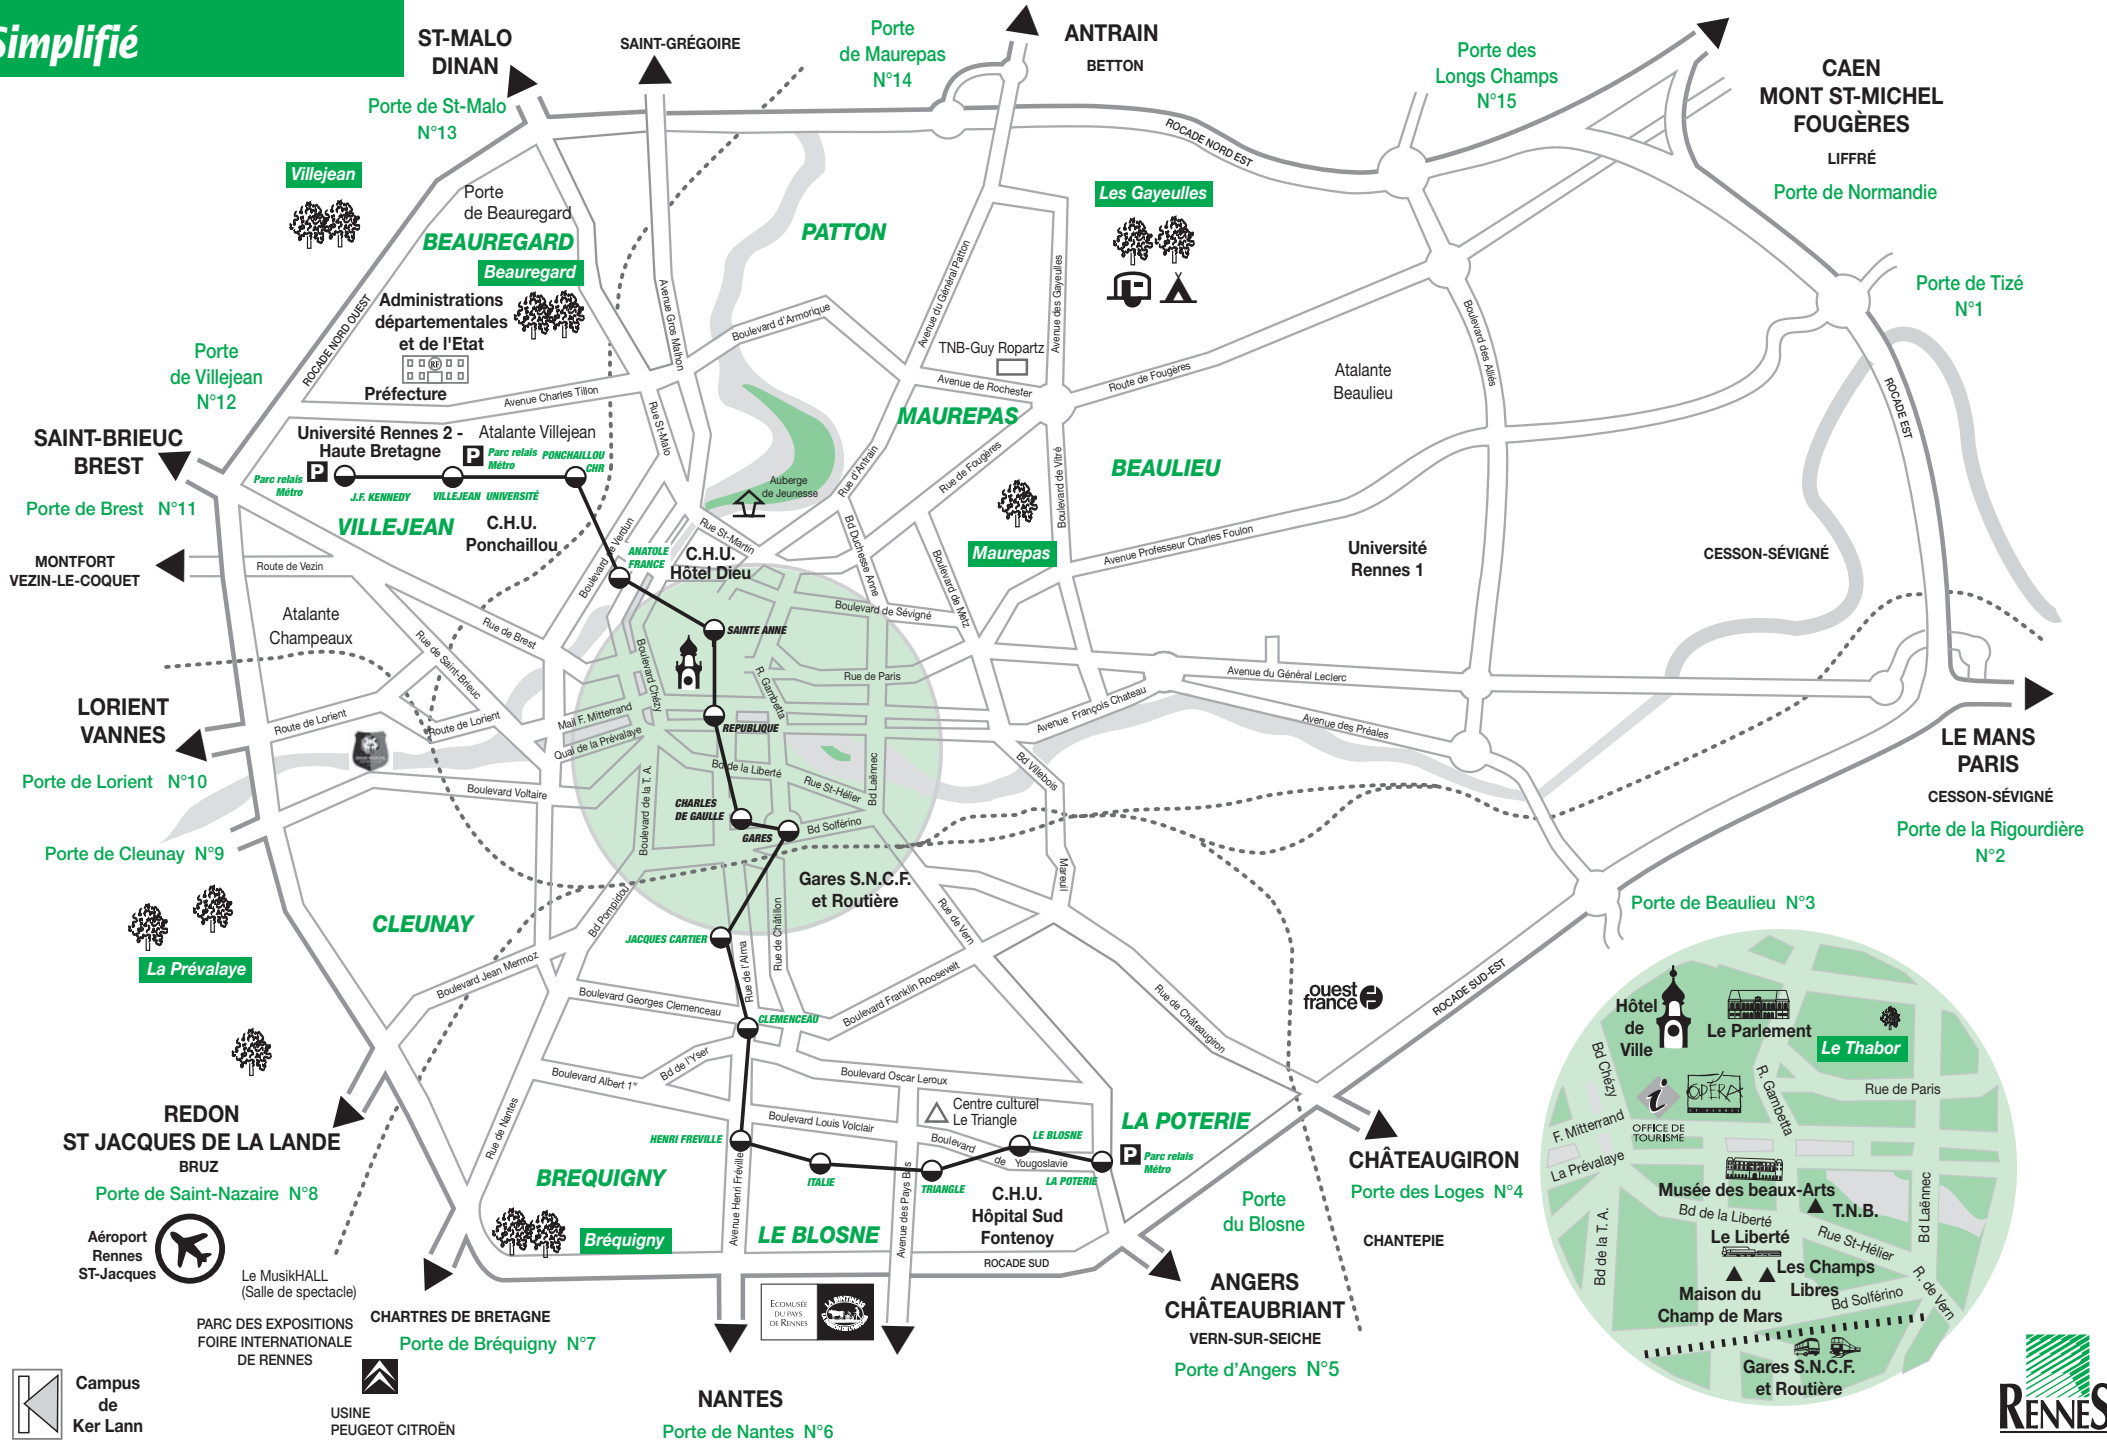 Simplifié
ST-MALO
DINAN
Porte de St-Malo
N°13
SAINT-GRÉGOIRE
Porte
de Maurepas
N°14
ANTRAIN
BETTON
Porte des
Longs Champs
N°15
CAEN
MONT ST-MICHEL
FOUGÈRES
LIFFRÉ
Porte de Normandie
Porte de Tizé
N°1
ROCADE NORD EST
ROCADE EST
Villejean
Porte
de Beauregard
BEAUREGARD
Beauregard
Administrations
départementales
et de l'Etat
RF
Préfecture
ROCADE NORD OUEST
Porte
de Villejean
N°12
PATTON
Les Gayeulles
Avenue Gros Malhon
Boulevard d'Armorique
Avenue du Général Patton
Avenue des Gayeulles
TNB-Guy Ropartz
Avenue de Rochester
Route de Fougères
Boulevard des Alliés
Atalante
Beaulieu
MAUREPAS
BEAULIEU
Avenue Charles Tillon
Rue St-Malo
SAINT-BRIEUC
BREST
Porte de Brest N°11
Université Rennes 2 -
Haute Bretagne
Atalante Villejean
P
Parc relais
Métro
P
Parc relais
Métro
PONCHAILLOU
CHR
J.F. KENNEDY
VILLEJEAN UNIVERSITÉ
VILLEJEAN
C.H.U.
Ponchaillou
Auberge
de Jeunesse
Rue d'Antrain
Rue de Fougères
Boulevard de Vitré
Maurepas
Boulevard de Verdun
ANATOLE
FRANCE
C.H.U.
Hôtel Dieu
Rue St-Martin
Bd Duchesse Anne
Boulevard de Metz
Avenue Professeur Charles Foulon
Université
Rennes 1
CESSON-SÉVIGNÉ
MONTFORT
VEZIN-LE-COQUET
Route de Vezin
Atalante
Champeaux
Rue de Brest
Rue de Saint-Brieuc
Boulevard de Sévigné
SAINTE ANNE
Boulevard Chézy
R. Gambetta
Rue de Paris
Avenue du Général Leclerc
Avenue François Chateau
Avenue des Préales
LORIENT
VANNES
Porte de Lorient N°10
Route de Lorient
Route de Lorient
Mail F. Mitterrand
Quai de la Prévalaye
REPUBLIQUE
Bd de la Liberté
Rue St-Hélier
Bd Laënnec
Bd Villebois
Mareuil
LE MANS
PARIS
CESSON-SÉVIGNÉ
Porte de la Rigourdière
N°2
Boulevard Voltaire
Boulevard de la T. A.
CHARLES
DE GAULLE
GARES
Bd Solférino
Porte de Cleunay N°9
Gares S.N.C.F.
et Routière
Porte de Beaulieu N°3
La Prévalaye
CLEUNAY
Bd Pompidou
JACQUES CARTIER
Rue de l'Alma
Rue de Châtillon
Rue de Vern
Boulevard Jean Mermoz
Boulevard Georges Clemenceau
CLEMENCEAU
Boulevard Franklin Roosevelt
Rue de Châteaugiron
ouest
france
ROCADE SUD-EST
Bd de l'Yser
Boulevard Albert 1er
Boulevard Oscar Leroux
Centre culturel
Le Triangle
LA POTERIE
REDON
ST JACQUES DE LA LANDE
BRUZ
Porte de Saint-Nazaire N°8
Rue de Nantes
HENRI FREVILLE
Boulevard Louis Volclair
Boulevard
de
Yougoslavie
LE BLOSNE
P
Parc relais
Métro
LA POTERIE
ITALIE
TRIANGLE
BREQUIGNY
Avenue Henri Fréville
Avenue des Pays Bas
C.H.U.
Hôpital Sud
Fontenoy
Bréquigny
LE BLOSNE
ROCADE SUD
Porte
du Blosne
CHÂTEAUGIRON
Porte des Loges N°4
CHANTEPIE
ANGERS
CHÂTEAUBRIANT
VERN-SUR-SEICHE
Porte d'Angers N°5
Aéroport
Rennes
ST-Jacques
Le MusikHALL
(Salle de spectacle)
PARC DES EXPOSITIONS
FOIRE INTERNATIONALE
DE RENNES
CHARTRES DE BRETAGNE
Porte de Bréquigny N°7
USINE
PEUGEOT CITROËN
Campus
de
Ker Lann
ECOMUSÉE
DU PAYS
DE RENNES
LA BINTINAIS
NANTES
Porte de Nantes N°6
Hôtel
de
Ville
Le Parlement
Le Thabor
Bd Chézy
R. Gambetta
Rue de Paris
OPÉRA
DE RENNES
i
OFFICE DE
TOURISME
F. Mitterrand
La Prévalaye
Musée des beaux-Arts
T.N.B.
Bd de la Liberté
Le Liberté
Rue St-Hélier
Bd Laënnec
Bd de la T. A.
Les Champs
Libres
Maison du
Champ de Mars
Bd Solférino
R. de Vern
Gares S.N.C.F.
et Routière
RENNES